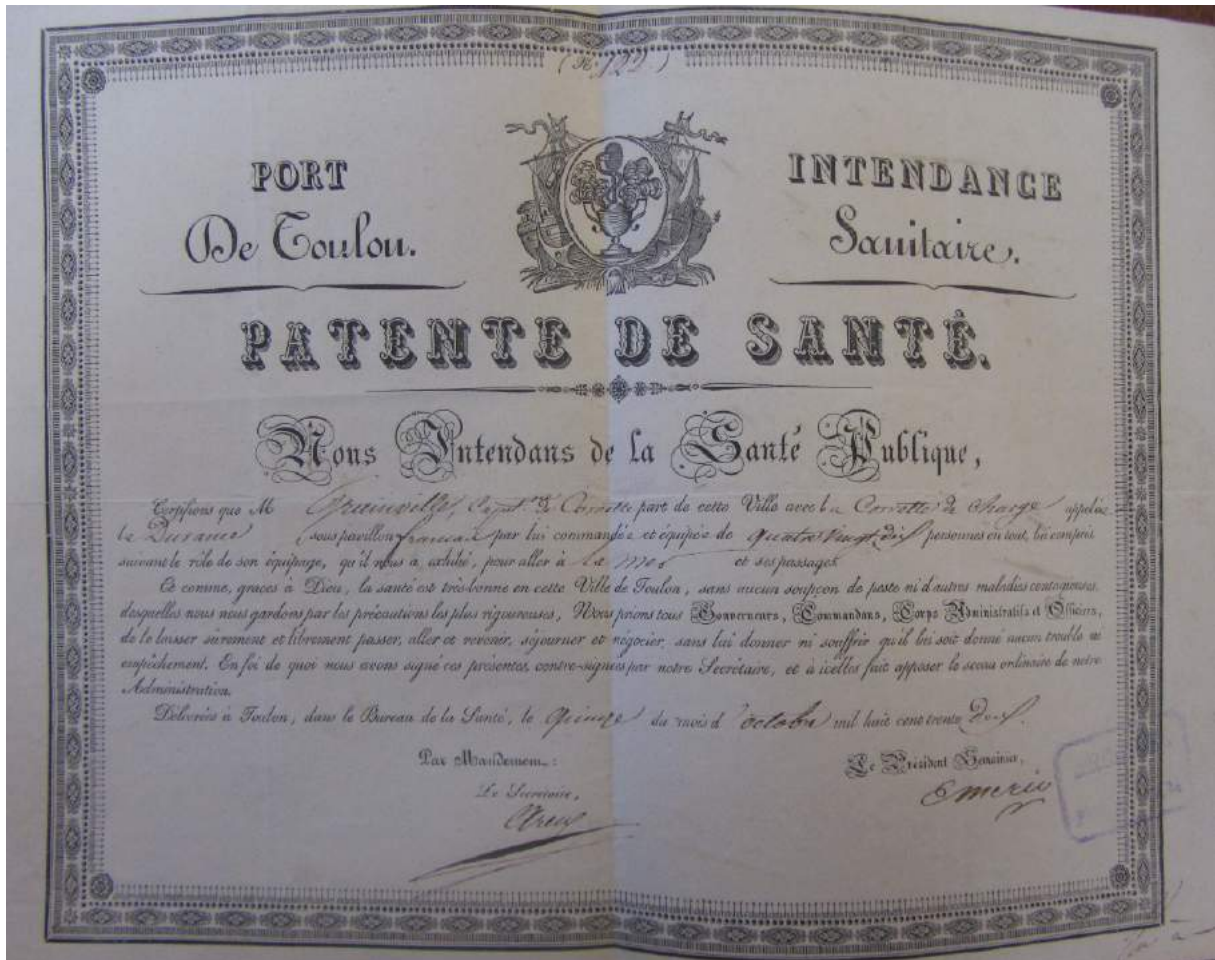 (N.º 122)
PORT
De Toulon.
INTENDANCE
Sanitaire.
PATENTE DE SANTÉ.
Nous Intendans de la Santé Publique,
Certifions que M Capit.ne de Corvette part de cette Ville avec la Corvette de charge appelée
la Durance sous pavillon francais par lui commandée et équipée de quatre vingt dix personnes en tout, là compris
suivant le rôle de son équipage, qu'il nous a exhibé, pour aller à la mer et ses passages.
Et comme, graces à Dieu, la santé est très-bonne en cette Ville de Toulon, sans aucun soupçon de peste ni d'autres maladies contagieuses,
desquelles nous nous gardons par les précautions les plus rigoureuses, Nous prions tous Gouverneurs, Commandans, Corps Administratifs et Officiers,
de le laisser sûrement et librement passer, aller et revenir, séjourner et négocier, sans lui donner ni souffrir qu'il lui soit donné aucun trouble ni
empêchement. En foi de quoi nous avons signé ces présentes, contre-signées par notre Secrétaire, et à icelles fait apposer le sceau ordinaire de notre
Administration.
Délivrées à Toulon, dans le Bureau de la Santé, le quinze du mois d'octobre mil huit cent trente deux.
Par Mandement:
Le Secrétaire,
Le Président Semainier,
Emeric